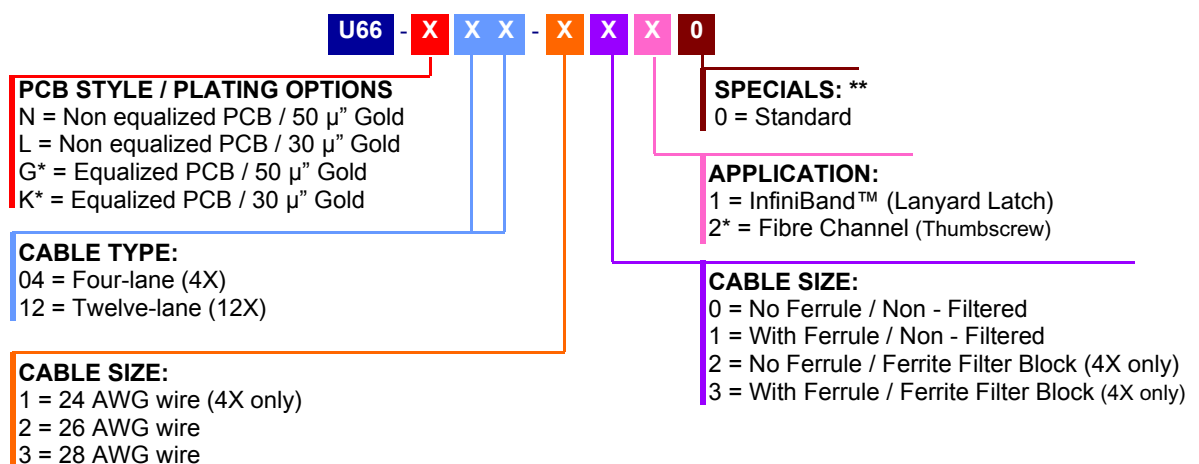 U66 - X X X - X X X 0
PCB STYLE / PLATING OPTIONS
N = Non equalized PCB / 50 µ” Gold
L = Non equalized PCB / 30 µ” Gold
G* = Equalized PCB / 50 µ” Gold
K* = Equalized PCB / 30 µ” Gold
CABLE TYPE:
04 = Four-lane (4X)
12 = Twelve-lane (12X)
CABLE SIZE:
1 = 24 AWG wire (4X only)
2 = 26 AWG wire
3 = 28 AWG wire
SPECIALS: **
0 = Standard
APPLICATION:
1 = InfiniBand™ (Lanyard Latch)
2* = Fibre Channel (Thumbscrew)
CABLE SIZE:
0 = No Ferrule / Non - Filtered
1 = With Ferrule / Non - Filtered
2 = No Ferrule / Ferrite Filter Block (4X only)
3 = With Ferrule / Ferrite Filter Block (4X only)